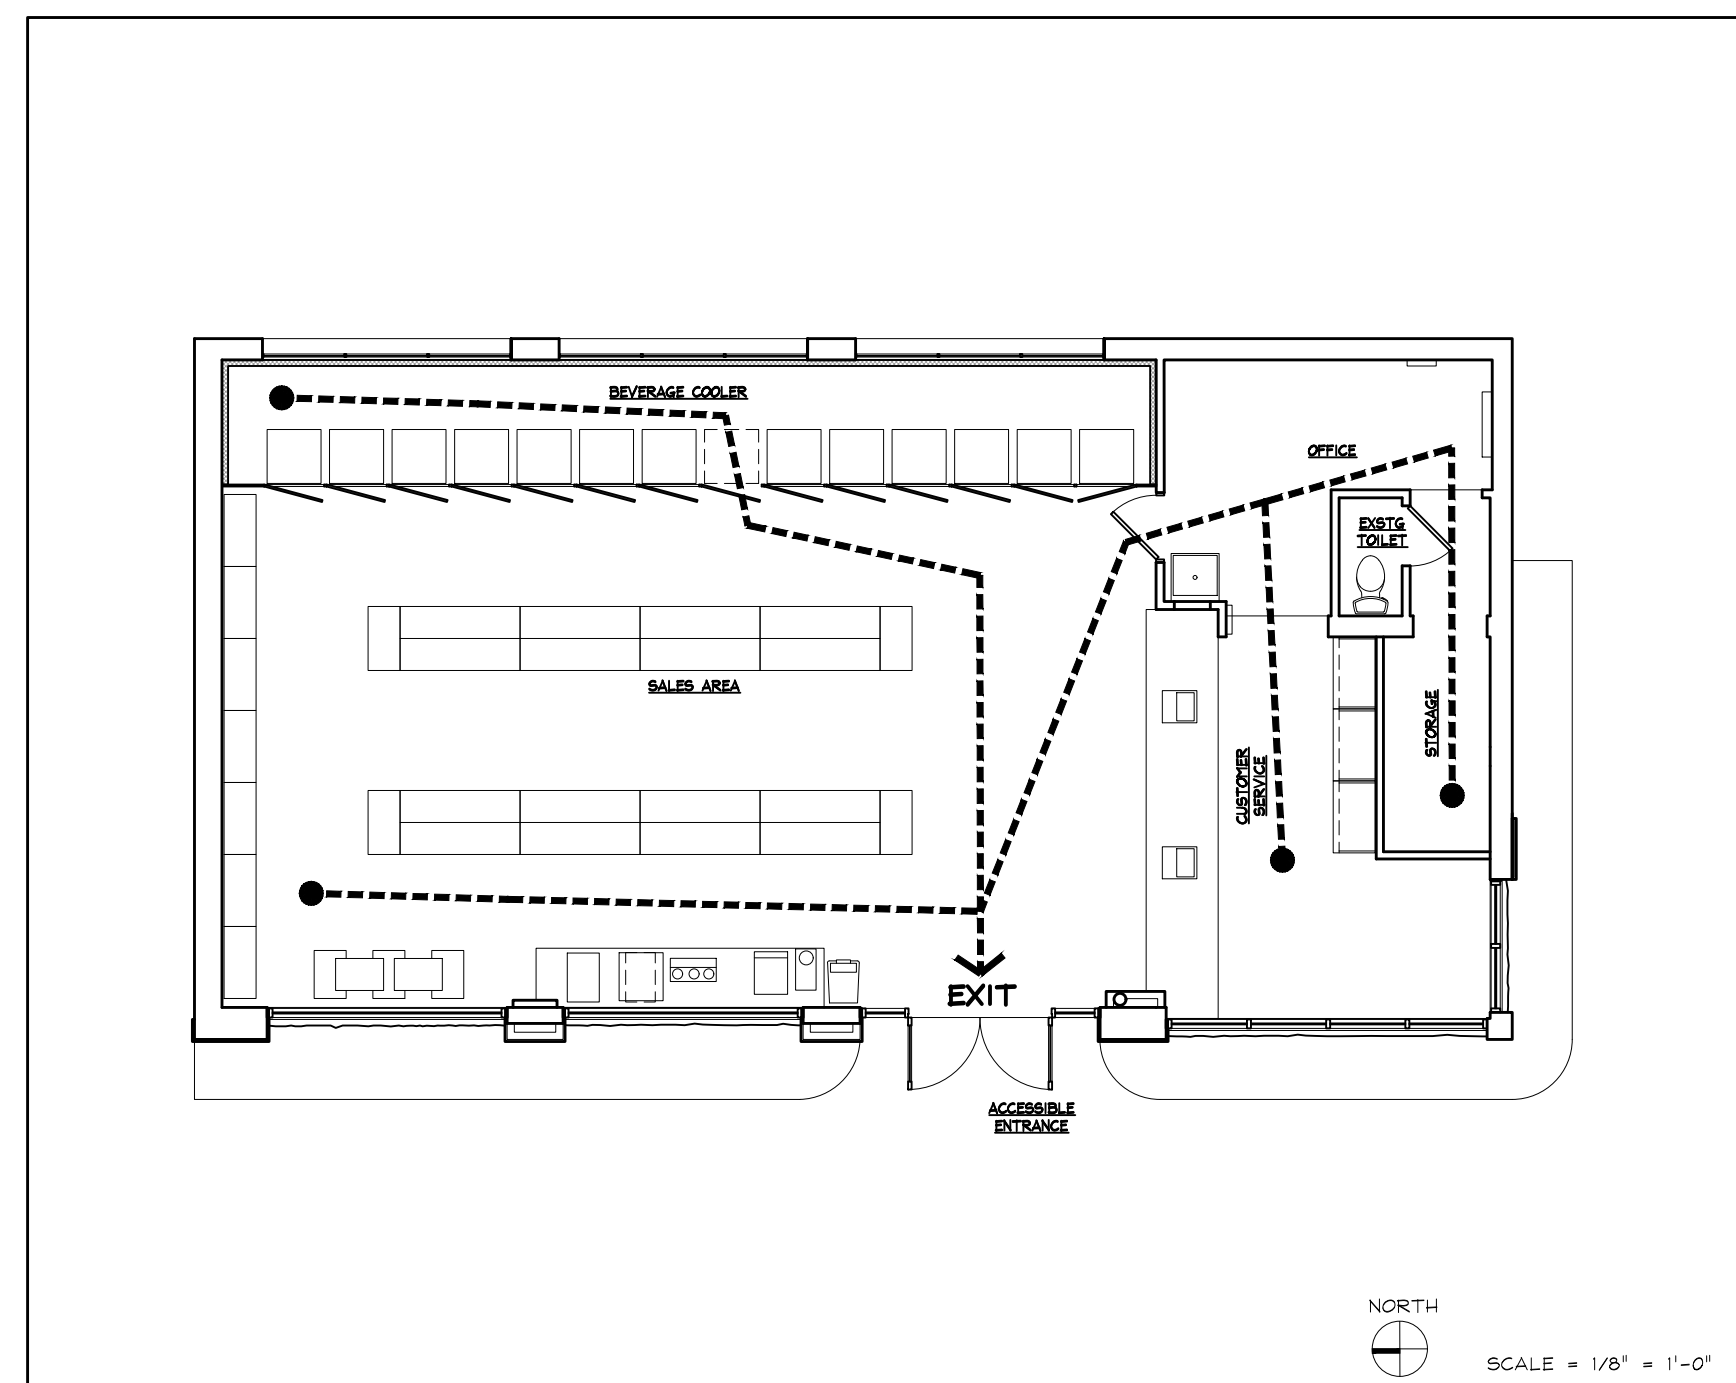 BEVERAGE COOLER
OFFICE
EXSTG
TOILET
SALES AREA
STORAGE
CUSTOMER
SERVICE
EXIT
ACCESSIBLE
ENTRANCE
NORTH
SCALE = 1/8" = 1'-0"